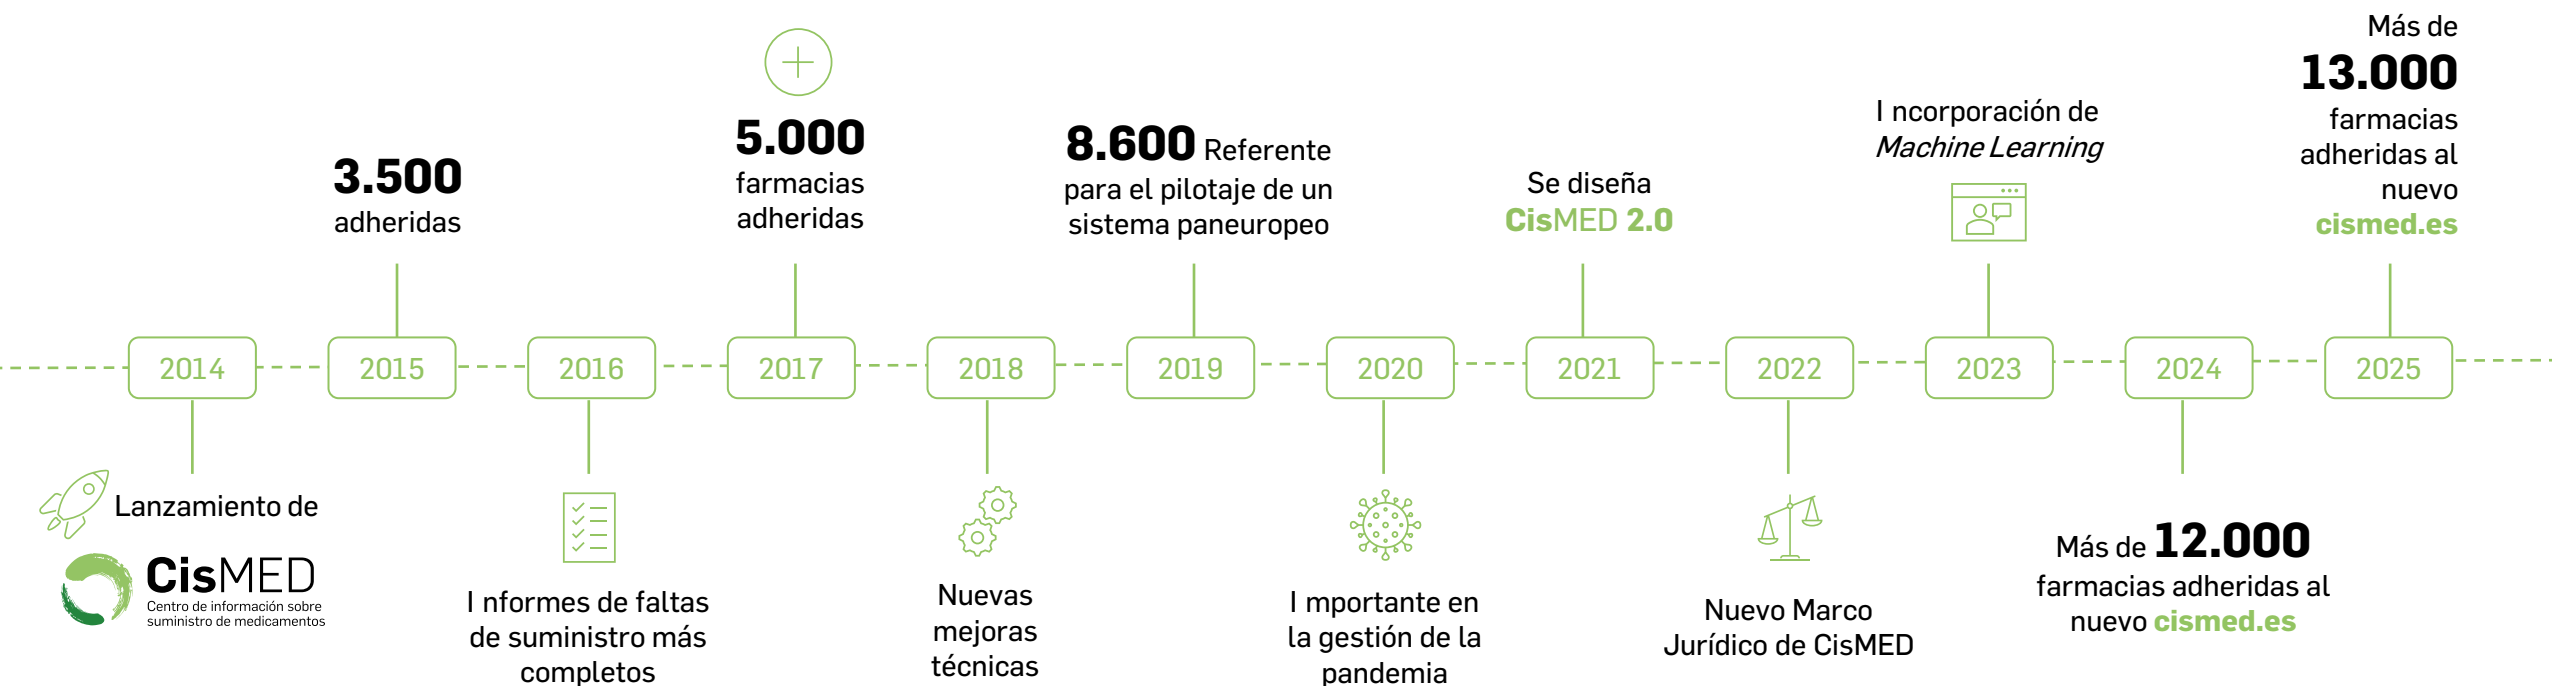 Más de
13.000
farmacias
adheridas al
nuevo
cismed.es
I ncorporación de
Machine Learning
5.000
farmacias
adheridas
8.600 Referente
para el pilotaje de un
sistema paneuropeo
3.500
adheridas
Se diseña
CisMED 2.0
2014
2015
2016
2017
2018
2019
2020
2021
2022
2023
2024
2025
Lanzamiento de
CisMED
Centro de información sobre
suministro de medicamentos
I nformes de faltas
de suministro más
completos
Nuevas
mejoras
técnicas
I mportante en
la gestión de la
pandemia
Nuevo Marco
Jurídico de CisMED
Más de 12.000
farmacias adheridas al
nuevo cismed.es